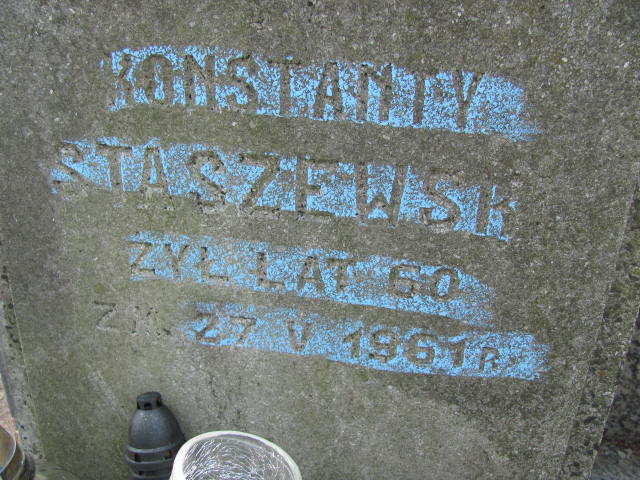 KONSTANTY
STASZEWSKI
ŻYŁ LAT 60
ZM. 27 V 1961 R.